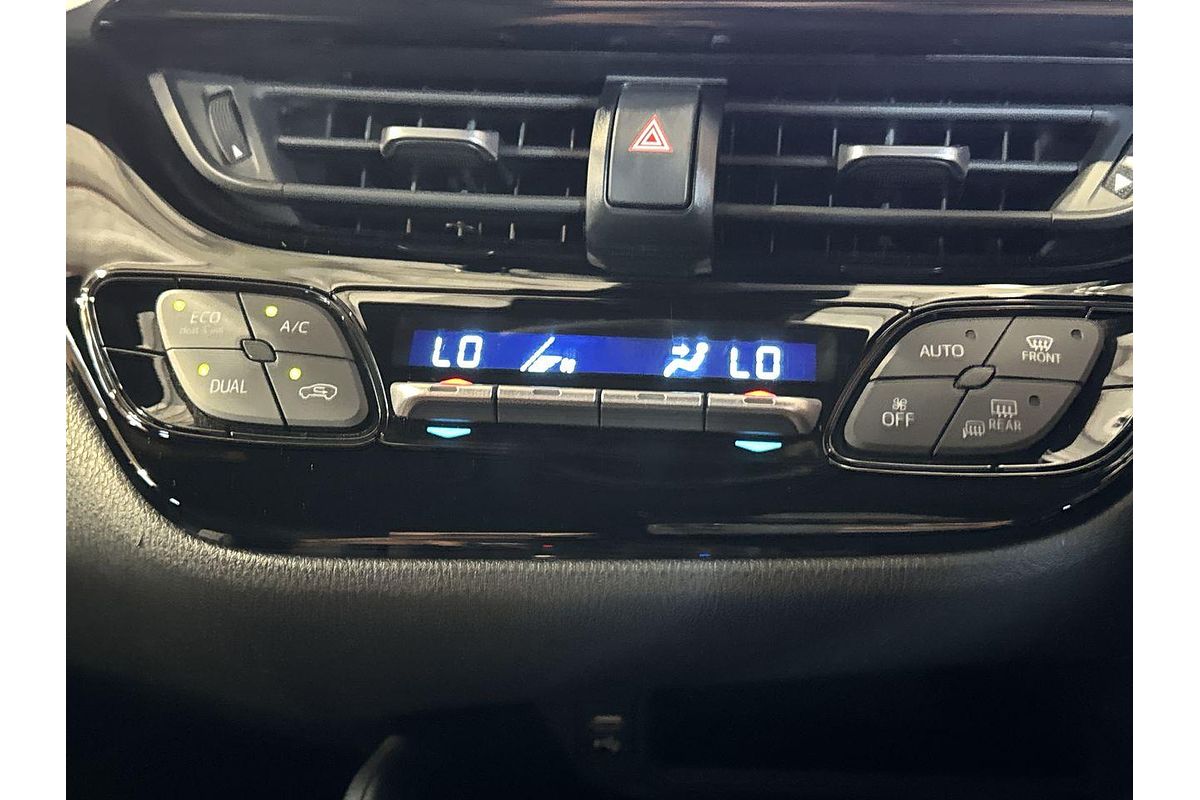 ECO
Heat & Cool
A/C
DUAL
LO
LO
AUTO
FRONT
OFF
REAR